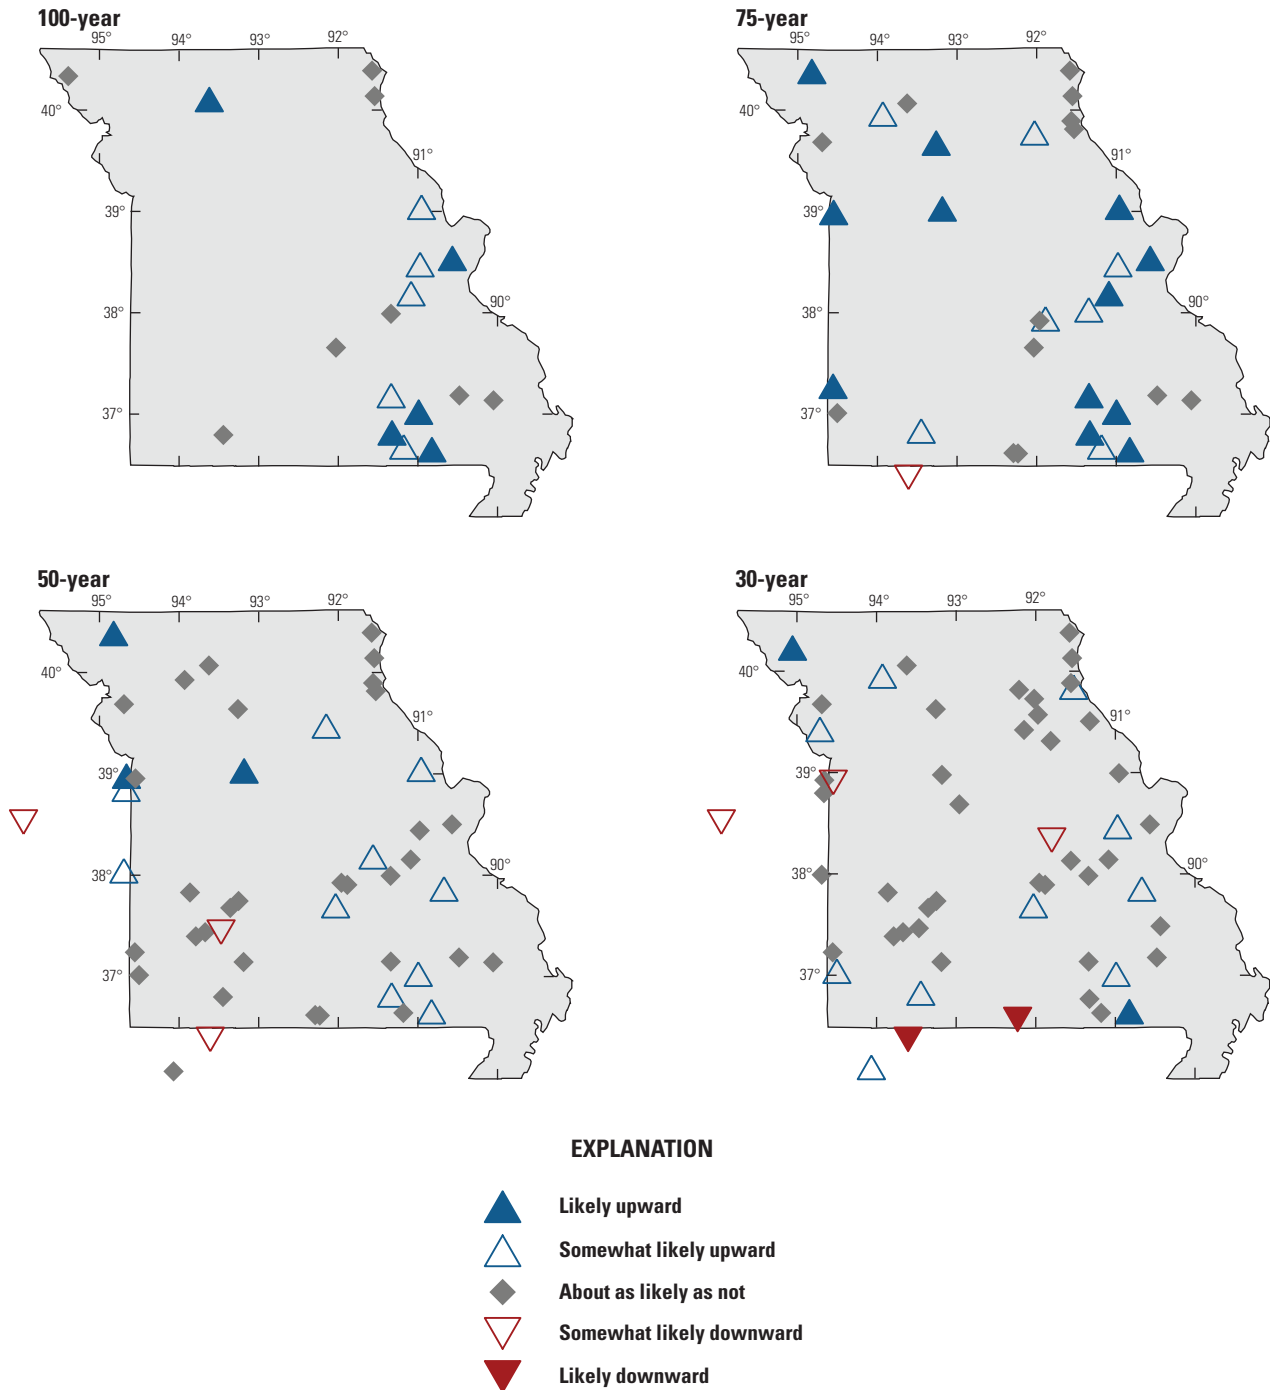 100-year
95° 94° 93° 92°
40°
91°
39°
38°
90°
37°
75-year
95° 94° 93° 92°
40°
91°
39°
38°
90°
37°
50-year
95° 94° 93° 92°
40°
91°
39°
38°
90°
37°
30-year
95° 94° 93° 92°
40°
91°
39°
38°
90°
37°
EXPLANATION
Likely upward
Somewhat likely upward
About as likely as not
Somewhat likely downward
Likely downward